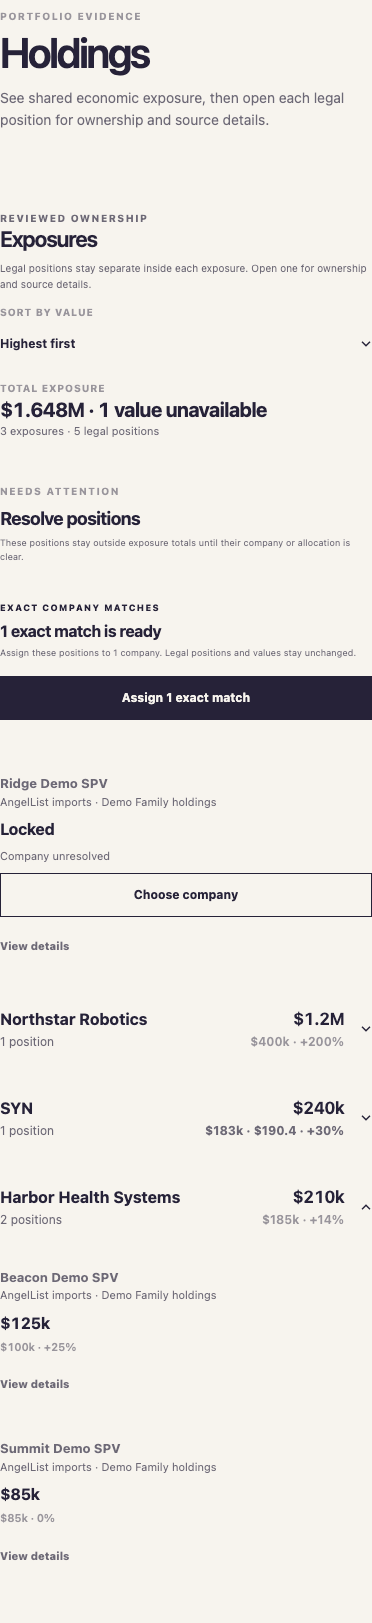 PORTFOLIO EVIDENCE
Holdings
See shared economic exposure, then open each legal
position for ownership and source details.
REVIEWED OWNERSHIP
Exposures
Legal positions stay separate inside each exposure. Open one for ownership
and source details.
SORT BY VALUE
Highest first
TOTAL EXPOSURE
$1.648M · 1 value unavailable
3 exposures · 5 legal positions
NEEDS ATTENTION
Resolve positions
These positions stay outside exposure totals until their company or allocation is
clear.
EXACT COMPANY MATCHES
1 exact match is ready
Assign these positions to 1 company. Legal positions and values stay unchanged.
Assign 1 exact match
Ridge Demo SPV
AngelList imports · Demo Family holdings
Locked
Company unresolved
Choose company
View details
Northstar Robotics $1.2M
1 position $400k · +200%
SYN $240k
1 position $183k · $190.4 · +30%
Harbor Health Systems $210k
2 positions $185k · +14%
Beacon Demo SPV
AngelList imports · Demo Family holdings
$125k
$100k · +25%
View details
Summit Demo SPV
AngelList imports · Demo Family holdings
$85k
$85k · 0%
View details